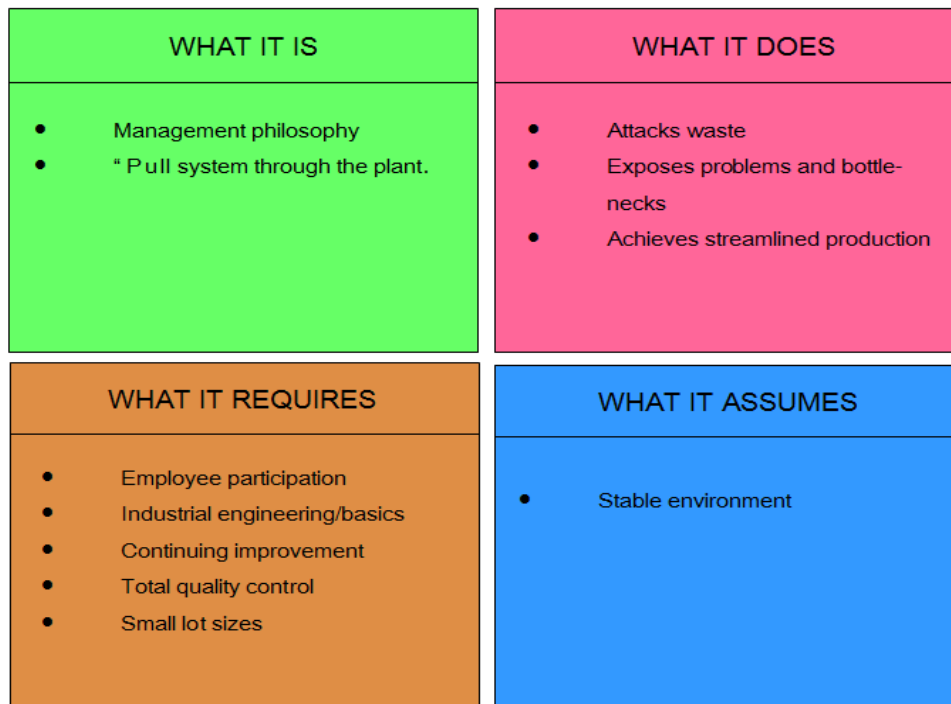 WHAT IT IS
• Management philosophy
• “ Pull system through the plant.
WHAT IT DOES
• Attacks waste
• Exposes problems and bottle-
necks
• Achieves streamlined production
WHAT IT REQUIRES
• Employee participation
• Industrial engineering/basics
• Continuing improvement
• Total quality control
• Small lot sizes
WHAT IT ASSUMES
• Stable environment